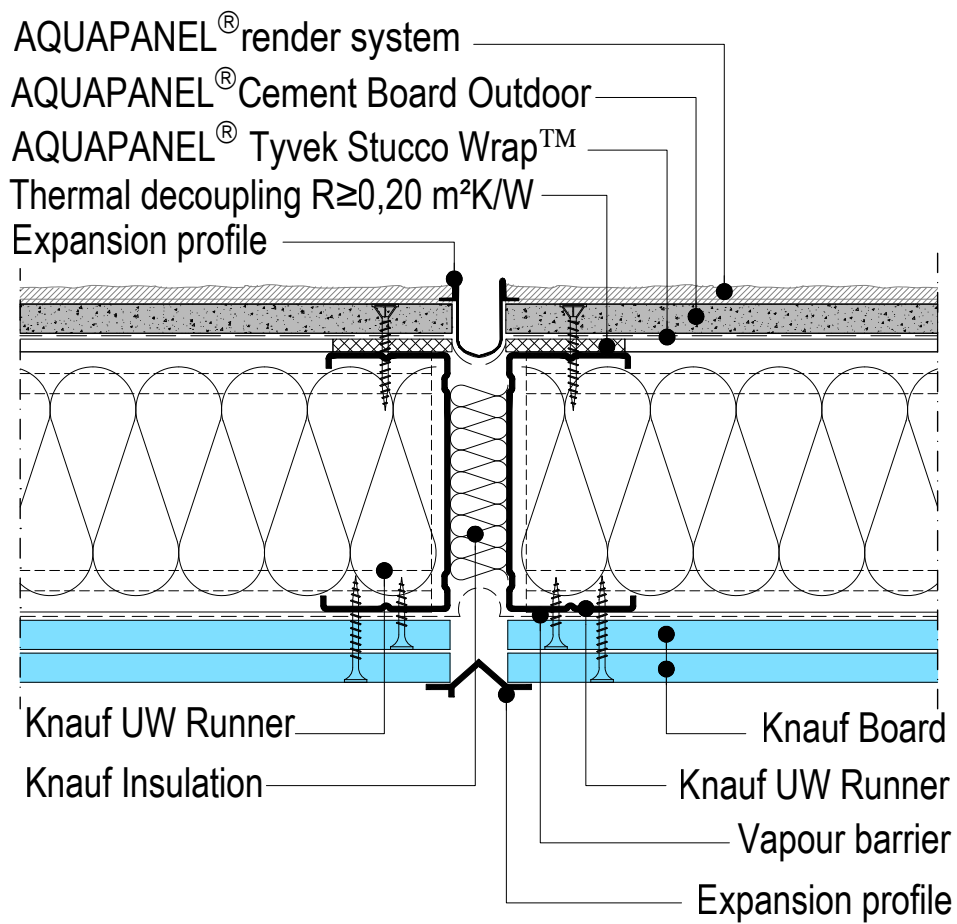 AQUAPANEL® render system
AQUAPANEL® Cement Board Outdoor
AQUAPANEL® Tyvek Stucco Wrap™
Thermal decoupling R≥0,20 m²K/W
Expansion profile
Knauf UW Runner
Knauf Board
Knauf Insulation
Knauf UW Runner
Vapour barrier
Expansion profile